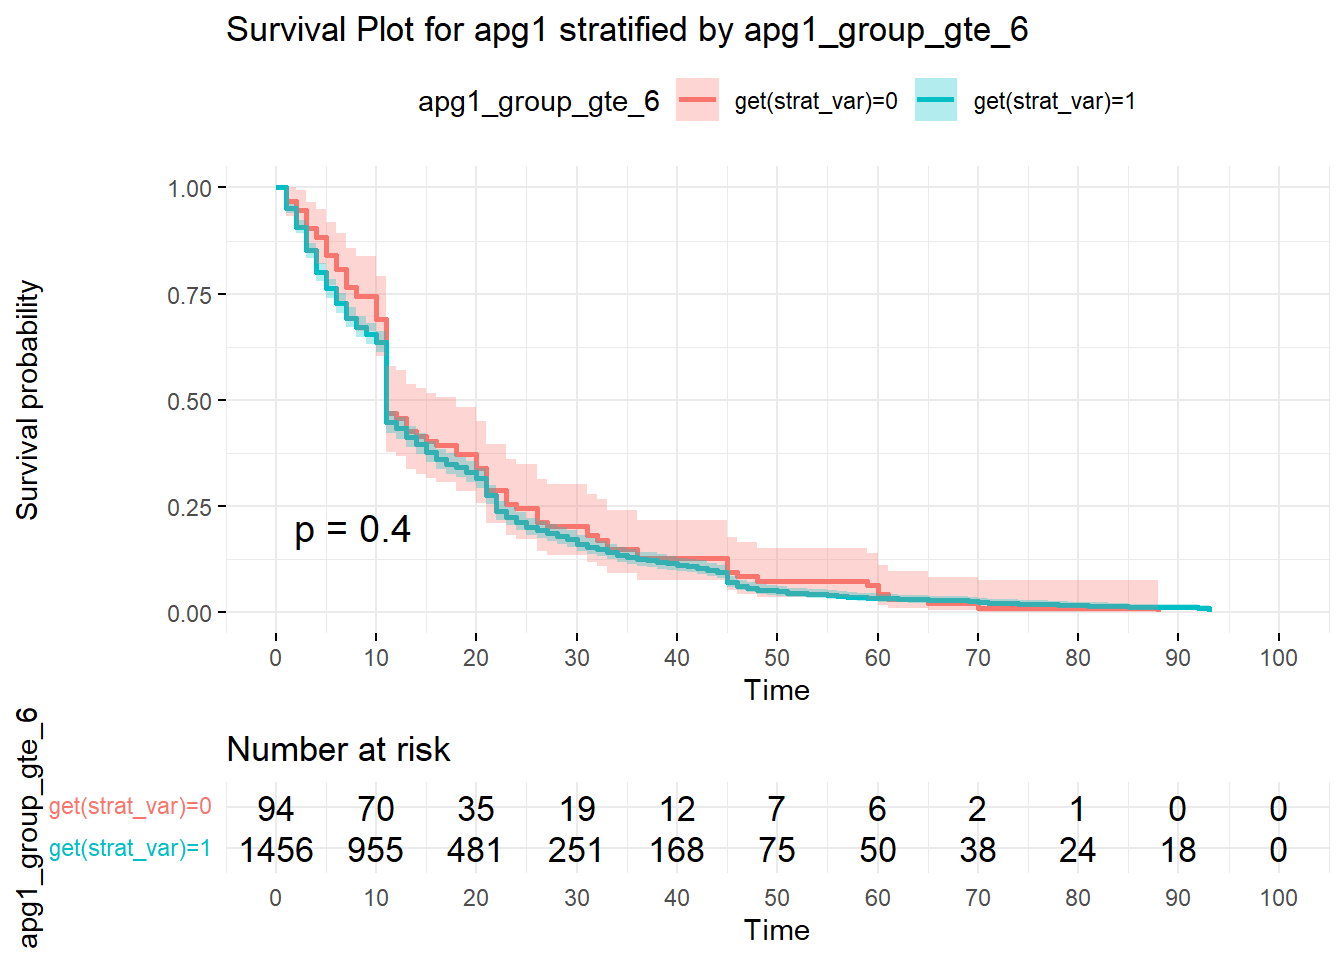 Survival Plot for apg1 stratified by apg1_group_gte_6
apg1_group_gte_6 get(strat_var)=0 get(strat_var)=1
Survival probability
1.00
0.75
0.50
0.25
0.00
p = 0.4
0 10 20 30 40 50 60 70 80 90 100
Time
Number at risk
apg1_group_gte_6
get(strat_var)=0 94 70 35 19 12 7 6 2 1 0 0
get(strat_var)=1 1456 955 481 251 168 75 50 38 24 18 0
0 10 20 30 40 50 60 70 80 90 100
Time